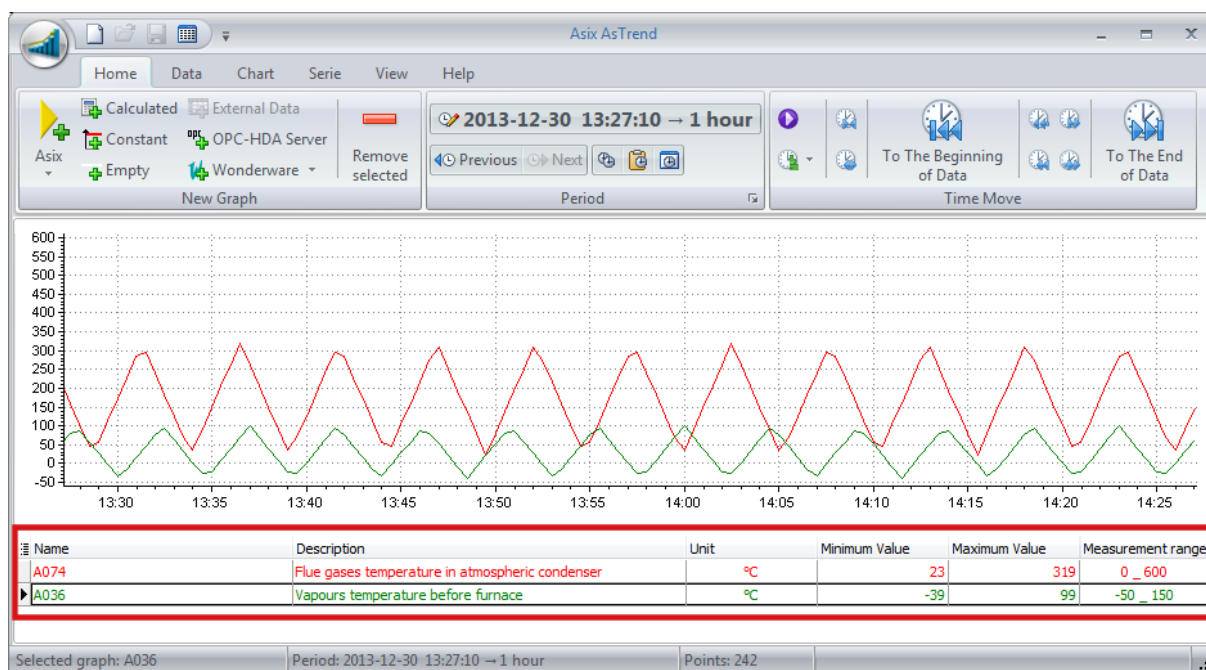 Asix AsTrend
Home Data Chart Serie View Help
Calculated External Data
Constant OPC-HDA Server
Empty Wonderware
Asix
Remove selected
New Graph
2013-12-30 13:27:10 → 1 hour
Previous Next
Period
To The Beginning of Data
To The End of Data
Time Move
600
550
500
450
400
350
300
250
200
150
100
50
0
-50
13:30 13:35 13:40 13:45 13:50 13:55 14:00 14:05 14:10 14:15 14:20 14:25
Name Description Unit Minimum Value Maximum Value Measurement range
A074 Flue gases temperature in atmospheric condenser °C 23 319 0 _ 600
A036 Vapours temperature before furnace °C -39 99 -50 _ 150
Selected graph: A036 Period: 2013-12-30 13:27:10 → 1 hour Points: 242